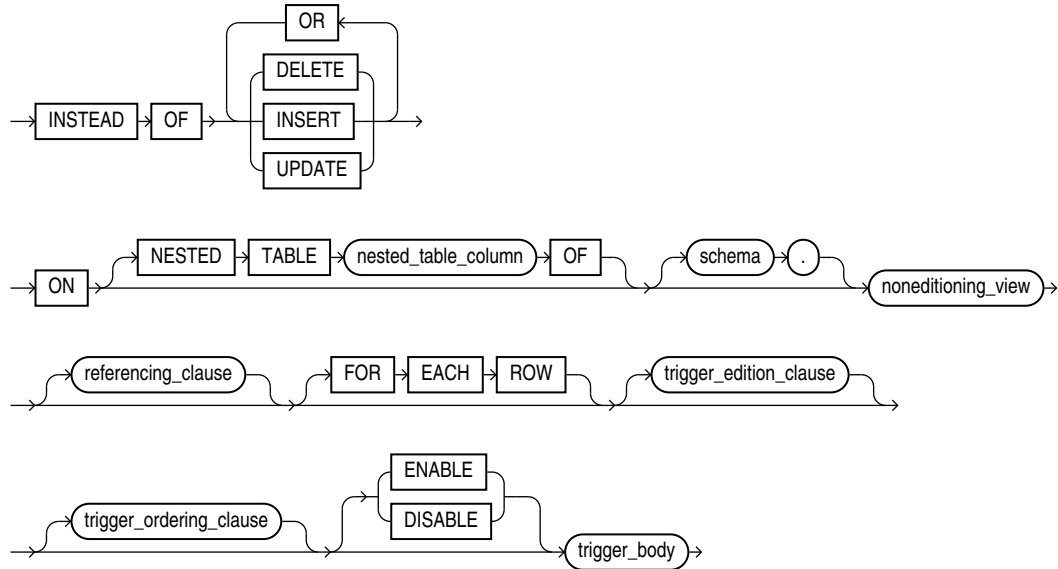 OR
DELETE
INSTEAD OF INSERT
UPDATE
NESTED TABLE nested_table_column OF schema .
ON noneditioning_view
referencing_clause FOR EACH ROW trigger_edition_clause
ENABLE
trigger_ordering_clause DISABLE
trigger_body